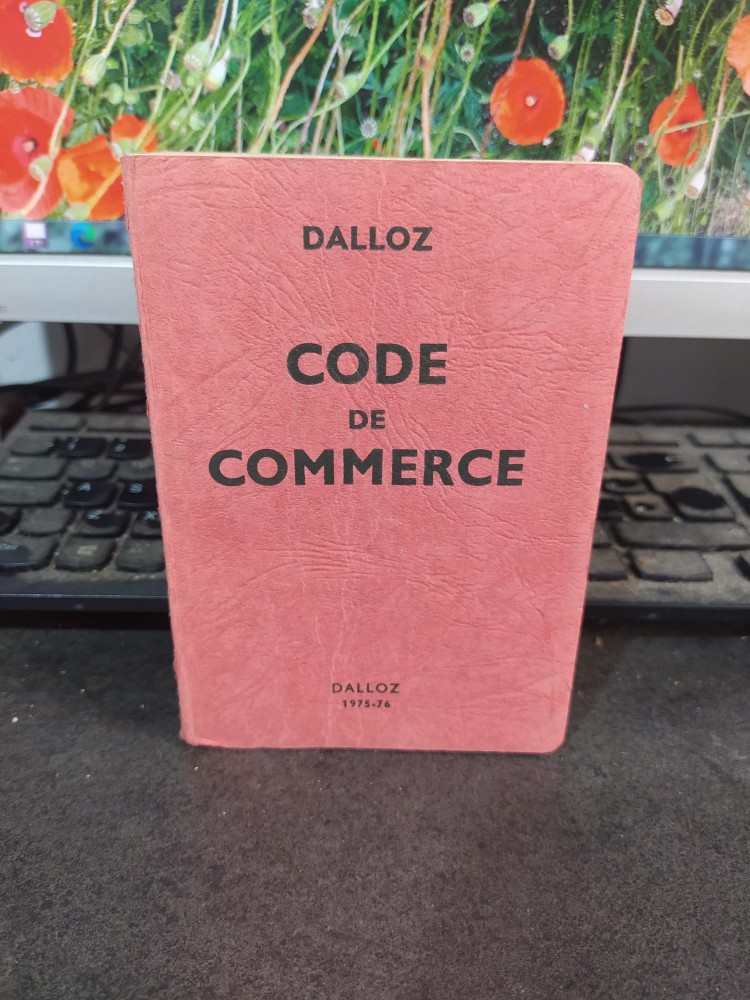 DALLOZ
CODE
DE
COMMERCE
DALLOZ
1975-76
A S
Z X